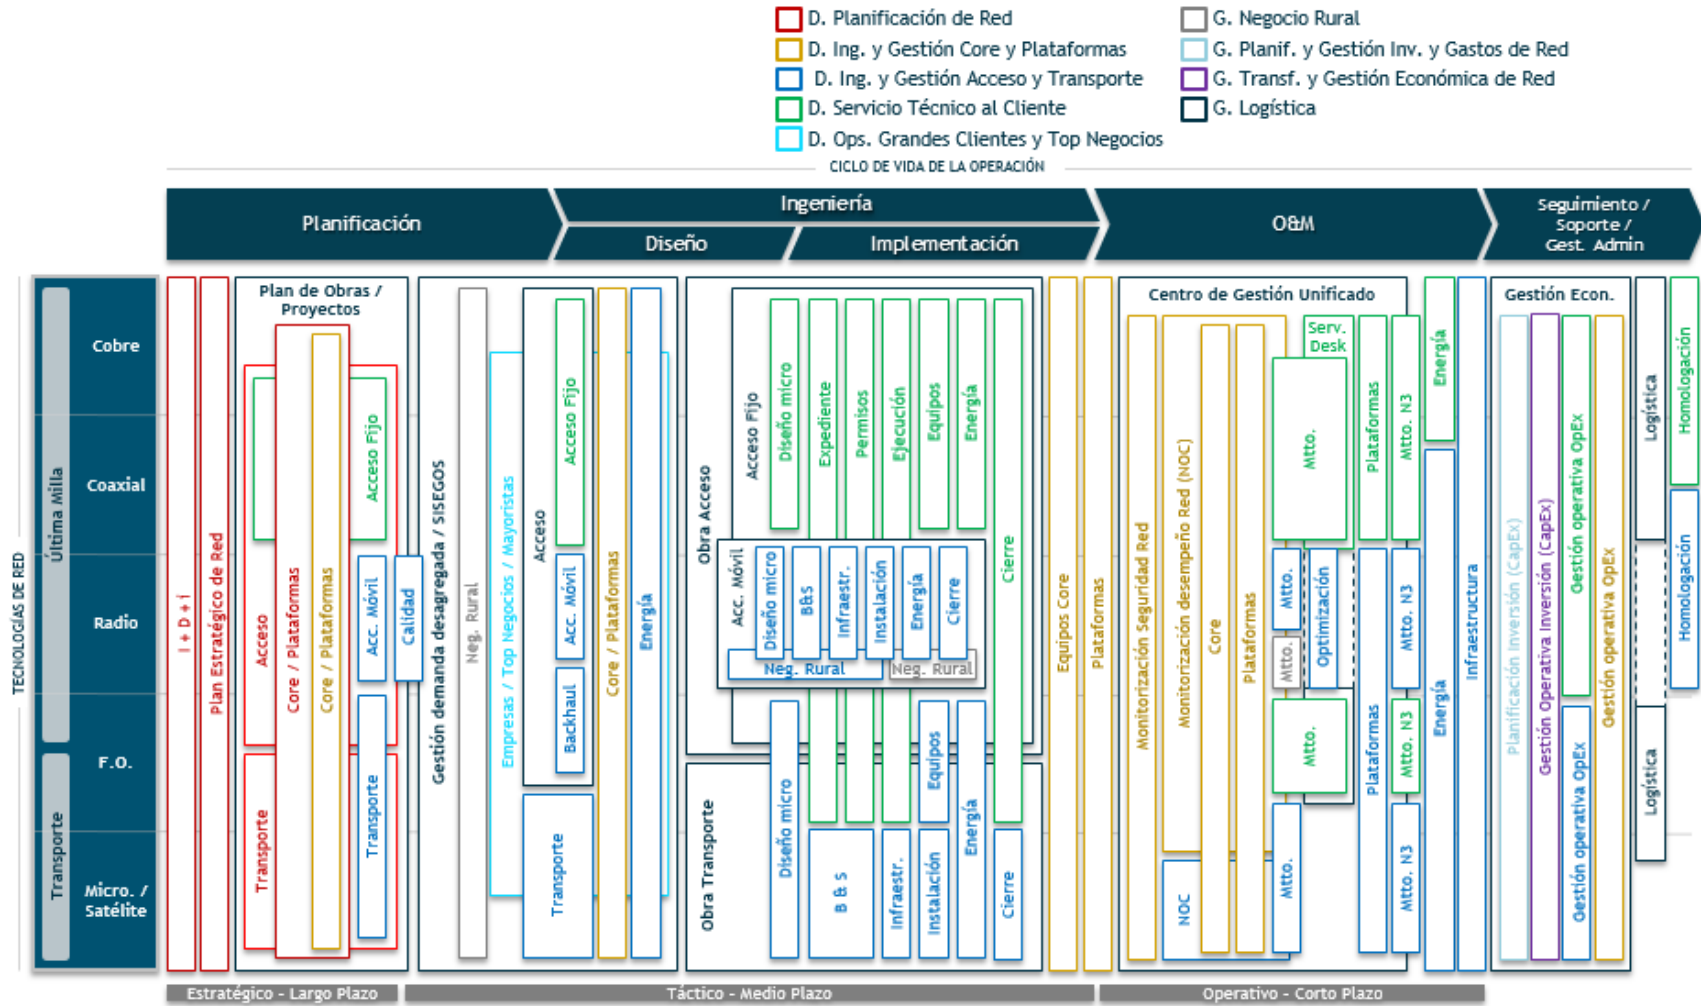 D. Planificación de Red
D. Ing. y Gestión Core y Plataformas
D. Ing. y Gestión Acceso y Transporte
D. Servicio Técnico al Cliente
D. Ops. Grandes Clientes y Top Negocios
G. Negocio Rural
G. Planif. y Gestión Inv. y Gastos de Red
G. Transf. y Gestión Económica de Red
G. Logística
CICLO DE VIDA DE LA OPERACIÓN
Planificación
Ingeniería
Diseño
Implementación
O&M
Seguimiento /
Soporte /
Gest. Admin
TECNOLOGÍAS DE RED
Última Milla
Transporte
Cobre
Coaxial
Radio
F.O.
Micro. /
Satélite
I + D + i
Plan Estratégico de Red
Plan de Obras /
Proyectos
Acceso
Transporte
Core / Plataformas
Core / Plataformas
Acceso Fijo
Acc. Móvil
Transporte
Calidad
Gestión demanda desagregada / SISEGOS
Neg. Rural
Empresas / Top Negocios / Mayoristas
Acceso
Acceso Fijo
Acc. Móvil
Backhaul
Transporte
Core / Plataformas
Energía
Obra Acceso
Acceso Fijo
Diseño micro
Expediente
Permisos
Ejecución
Equipos
Energía
Cierre
Acc. Móvil
Diseño micro
B&S
Infraestr.
Instalación
Energía
Cierre
Neg. Rural
Neg. Rural
Obra Transporte
Diseño micro
B & S
Infraestr.
Equipos
Instalación
Energía
Cierre
Equipos Core
Plataformas
Centro de Gestión Unificado
Monitorización Seguridad Red
Monitorización desempeño Red (NOC)
NOC
Core
Plataformas
Serv.
Desk
Mtto.
Mtto.
Mtto.
Optimización
Mtto.
Mtto.
Plataformas
Plataformas
Mtto. N3
Mtto. N3
Mtto. N3
Mtto. N3
Energía
Energía
Infraestructura
Gestión Econ.
Planificación Inversión (CapEx)
Gestión Operativa Inversión (CapEx)
Gestión operativa OpEx
Gestión operativa OpEx
Gestión operativa OpEx
Logística
Logística
Homologación
Homologación
Estratégico - Largo Plazo
Táctico - Medio Plazo
Operativo - Corto Plazo